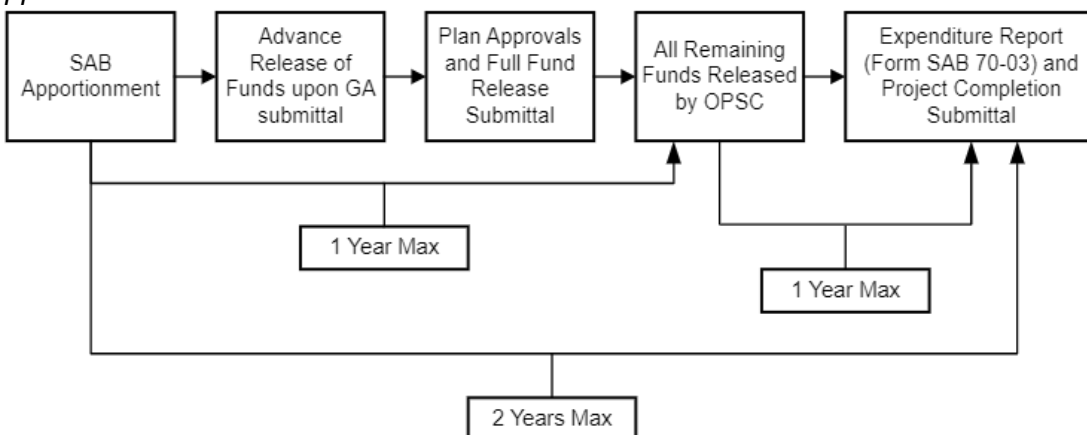 SAB
Apportionment
Advance
Release of
Funds upon GA
submittal
Plan Approvals
and Full Fund
Release
Submittal
All Remaining
Funds Released
by OPSC
Expenditure Report
(Form SAB 70-03) and
Project Completion
Submittal
1 Year Max
1 Year Max
2 Years Max